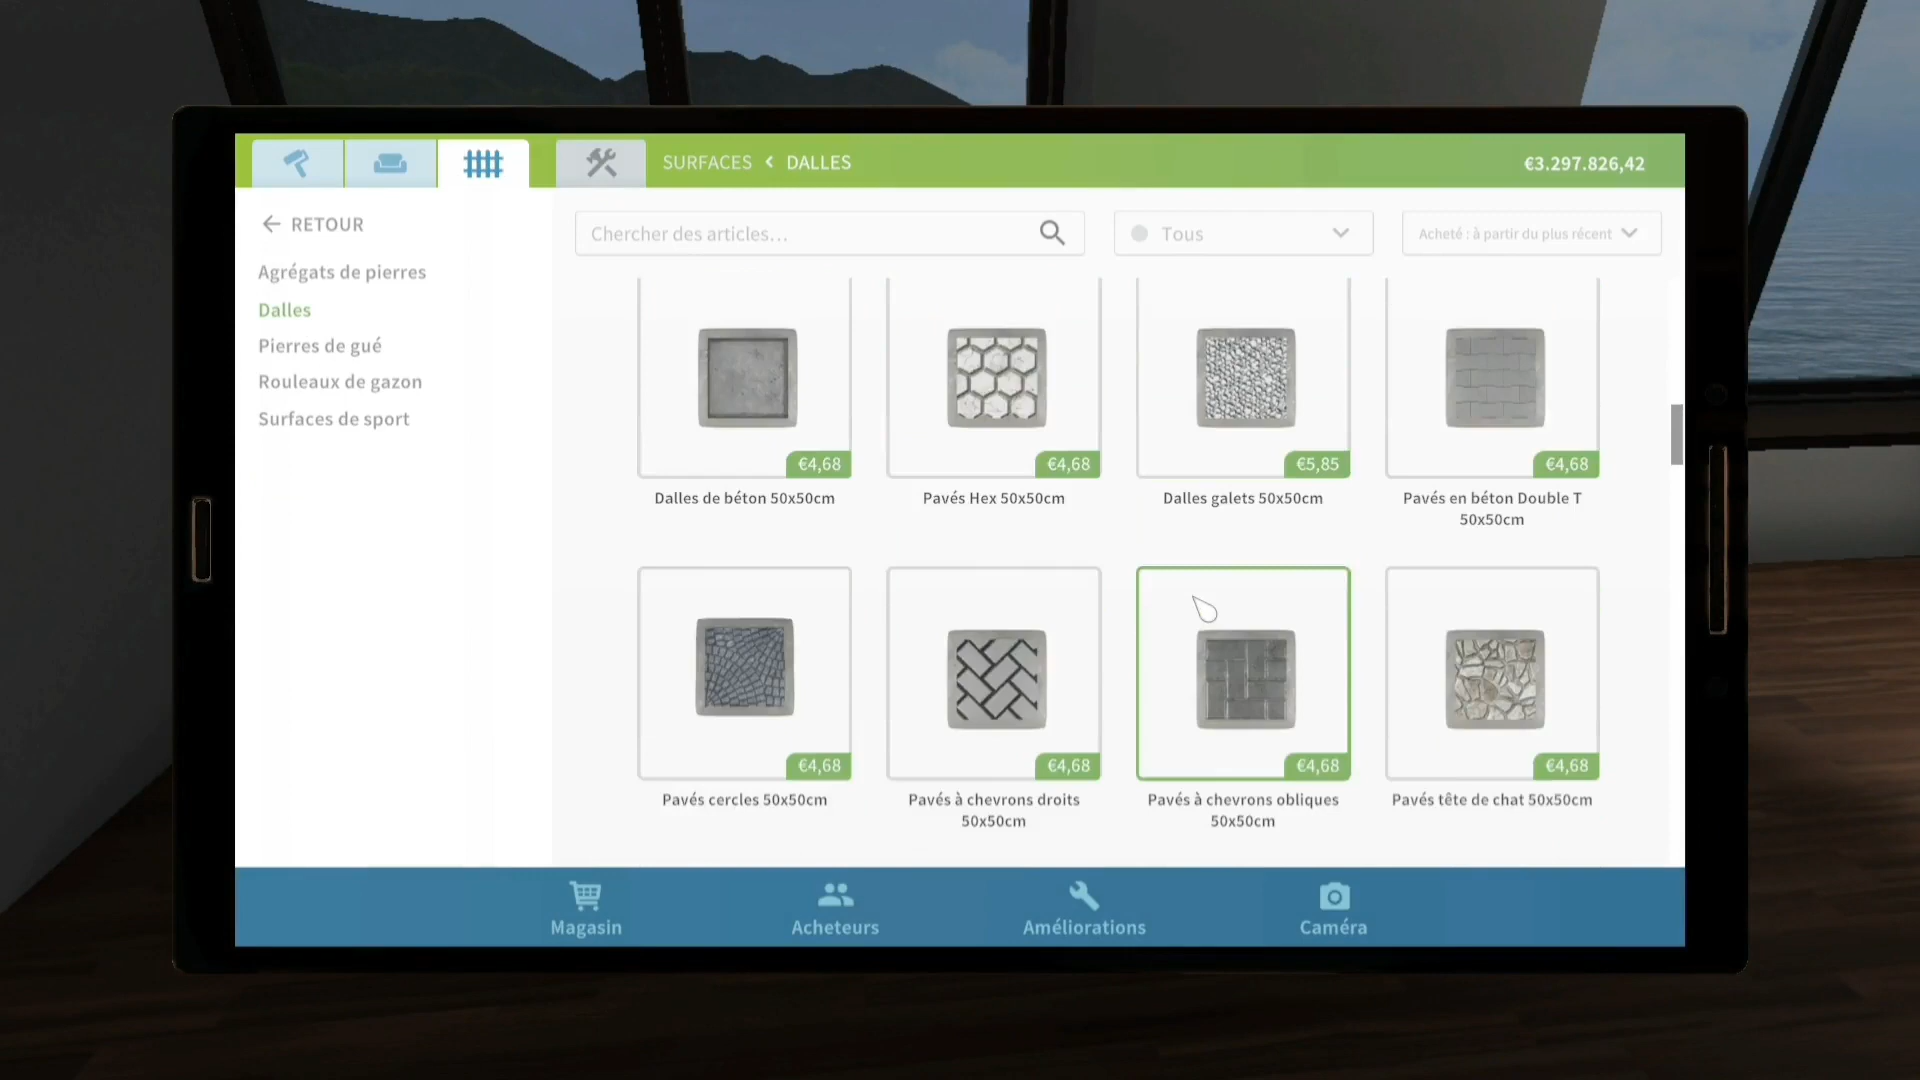 SURFACES < DALLES
€3.297.826,42
RETOUR
Agrégats de pierres
Dalles
Pierres de gué
Rouleaux de gazon
Surfaces de sport
Chercher des articles...
Tous
Acheté : à partir du plus récent
€4,68
€4,68
€5,85
€4,68
Dalles de béton 50x50cm
Pavés Hex 50x50cm
Dalles galets 50x50cm
Pavés en béton Double T
50x50cm
€4,68
€4,68
€4,68
€4,68
Pavés cercles 50x50cm
Pavés à chevrons droits
50x50cm
Pavés à chevrons obliques
50x50cm
Pavés tête de chat 50x50cm
Magasin
Acheteurs
Améliorations
Caméra